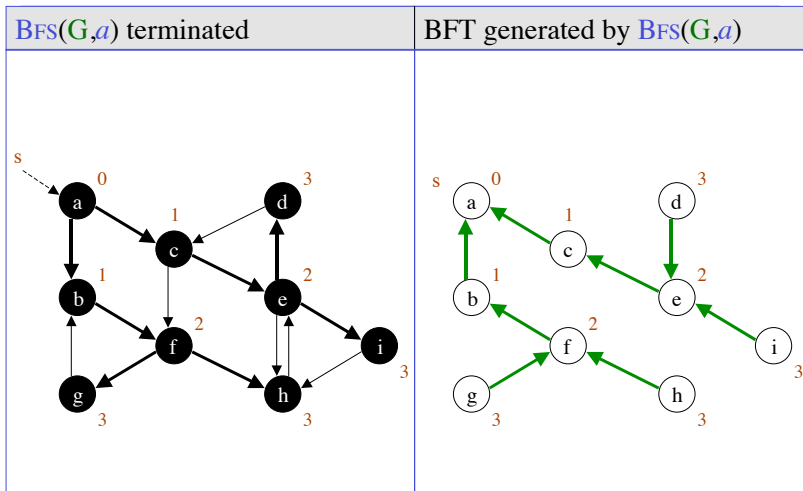 BFS(G,a) terminated
BFT generated by BFS(G,a)
s
0
a
3
d
1
c
1
b
2
e
2
f
i
3
g
3
h
3
s
0
a
3
d
1
c
1
b
2
e
2
f
i
3
g
3
h
3